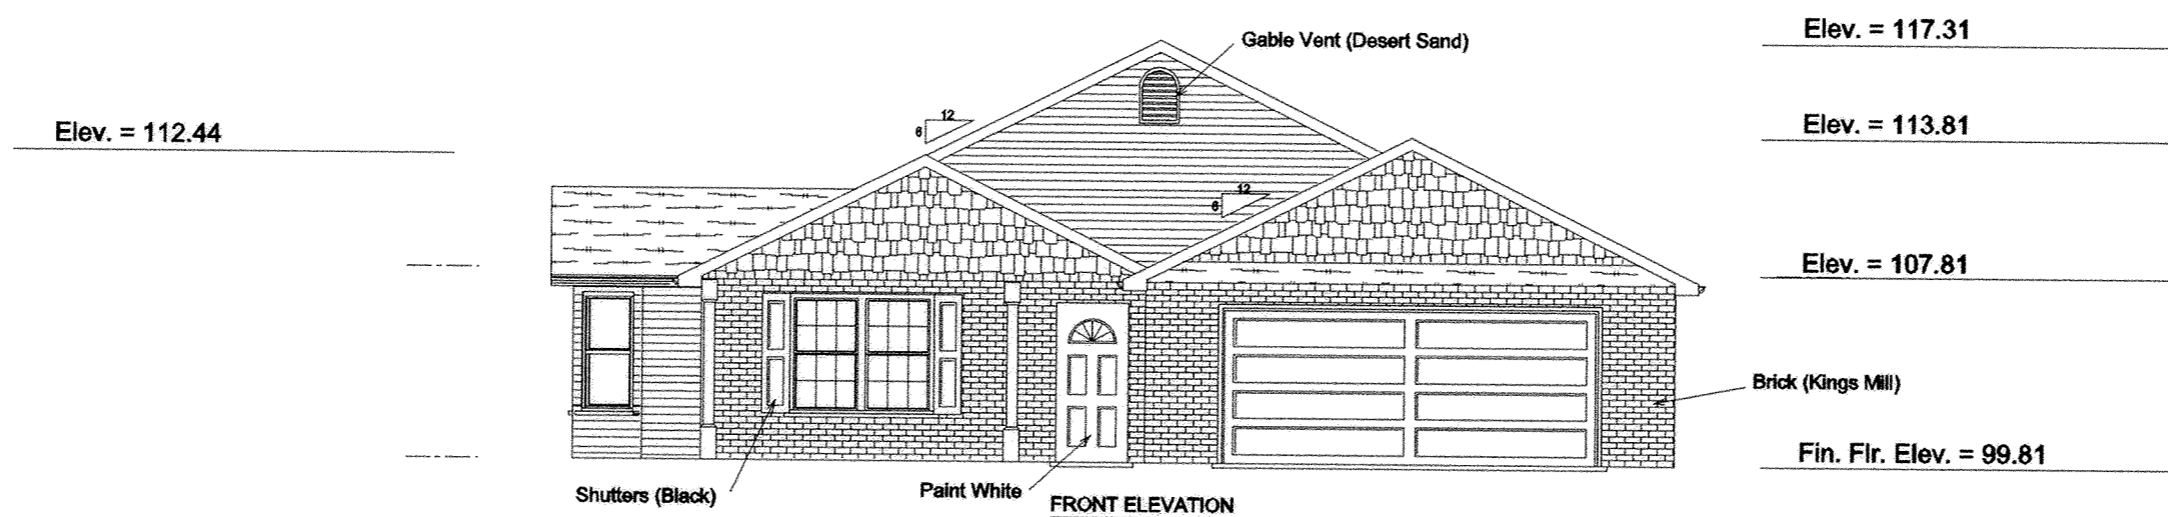 Elev. = 117.31
Gable Vent (Desert Sand)
Elev. = 112.44
12
6
Elev. = 113.81
12
6
Elev. = 107.81
Brick (Kings Mill)
Fin. Flr. Elev. = 99.81
Shutters (Black)
Paint White
FRONT ELEVATION